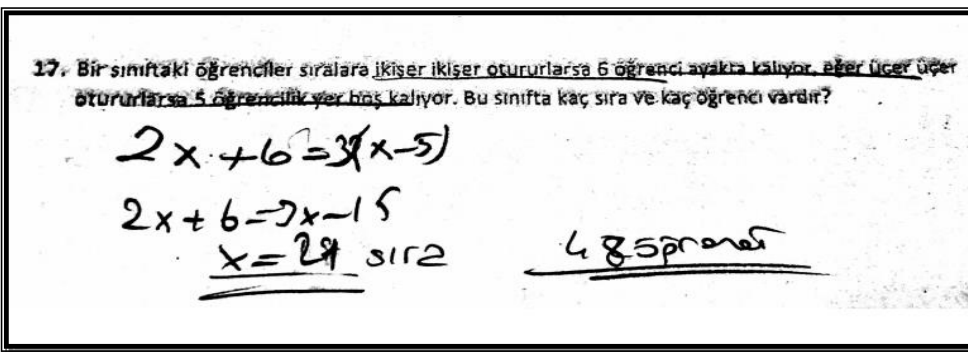 17. Bir sınıftaki öğrenciler sıralara ikişer ikişer otururlarsa 6 öğrenci ayakta kalıyor, eğer üçer üçer
otururlarsa 5 öğrencilik yer boş kalıyor. Bu sınıfta kaç sıra ve kaç öğrenci vardır?
2x+6=3(x-5)
2x+6=3x-15
x=21 sıra
48 öğrenci